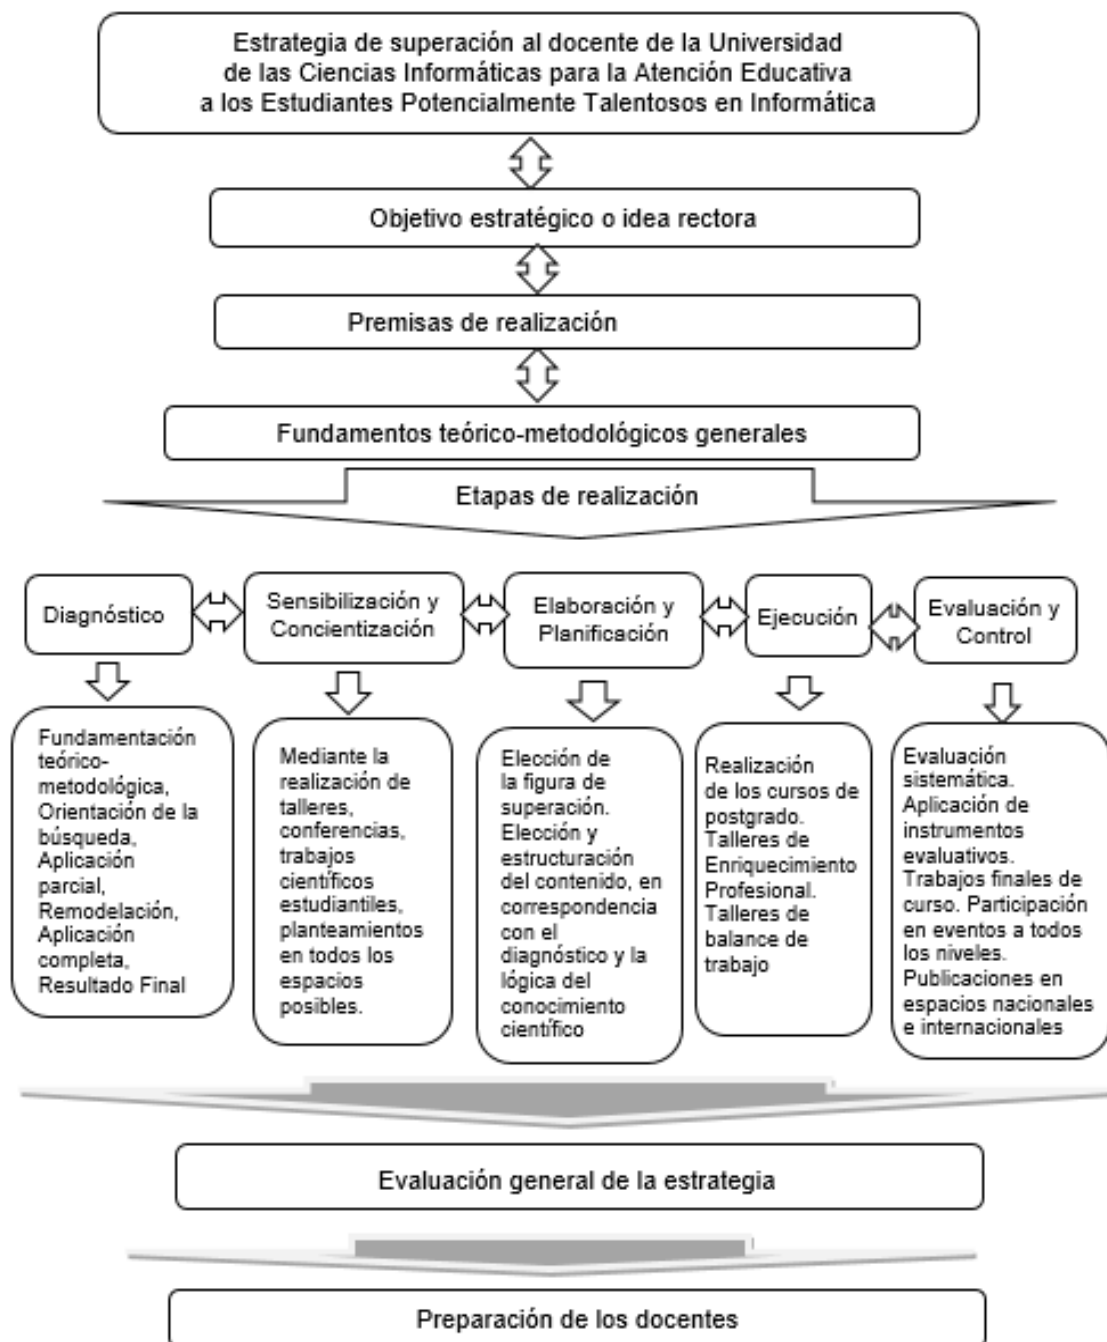 Estrategia de superación al docente de la Universidad
de las Ciencias Informáticas para la Atención Educativa
a los Estudiantes Potencialmente Talentosos en Informática
Objetivo estratégico o idea rectora
Premisas de realización
Fundamentos teórico-metodológicos generales
Etapas de realización
Diagnóstico
Sensibilización y
Concientización
Elaboración y
Planificación
Ejecución
Evaluación y
Control
Fundamentación
teórico-
metodológica,
Orientación de la
búsqueda,
Aplicación
parcial,
Remodelación,
Aplicación
completa,
Resultado Final
Mediante la
realización de
talleres,
conferencias,
trabajos
científicos
estudiantiles,
planteamientos
en todos los
espacios
posibles.
Elección de
la figura de
superación.
Elección y
estructuración
del contenido, en
correspondencia
con el
diagnóstico y la
lógica del
conocimiento
científico
Realización
de los cursos de
postgrado.
Talleres de
Enriquecimiento
Profesional.
Talleres de
balance de
trabajo
Evaluación
sistemática.
Aplicación de
instrumentos
evaluativos.
Trabajos finales de
curso. Participación
en eventos a todos
los niveles.
Publicaciones en
espacios nacionales
e internacionales
Evaluación general de la estrategia
Preparación de los docentes